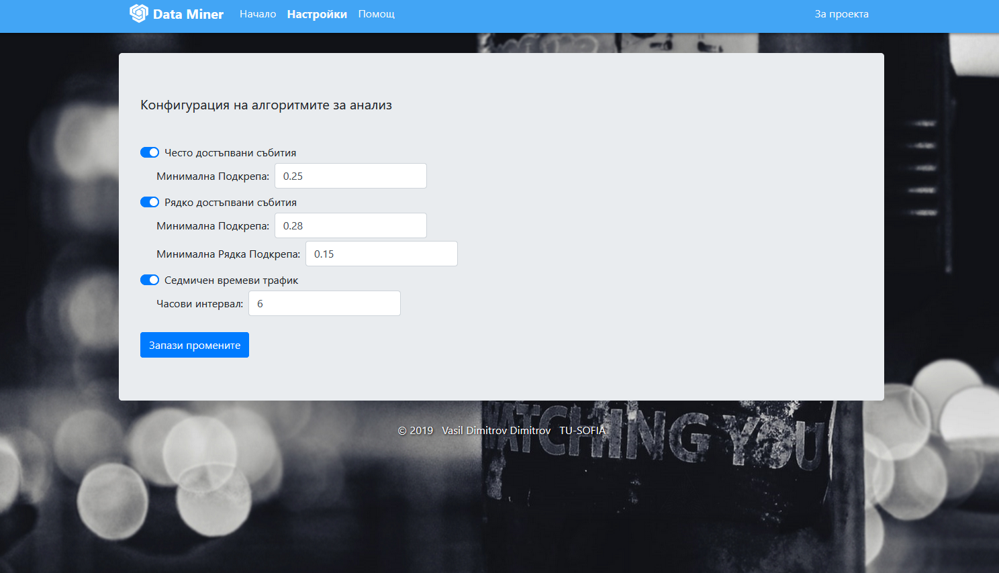 Data Miner Начало Настройки Помощ За проекта
Конфигурация на алгоритмите за анализ
Често достъпвани събития
Минимална Подкрепа: 0.25
Рядко достъпвани събития
Минимална Подкрепа: 0.28
Минимална Рядка Подкрепа: 0.15
Седмичен времеви трафик
Часови интервал: 6
Запази промените
© 2019 Vasil Dimitrov Dimitrov TU-SOFIA
WATCHING YOU